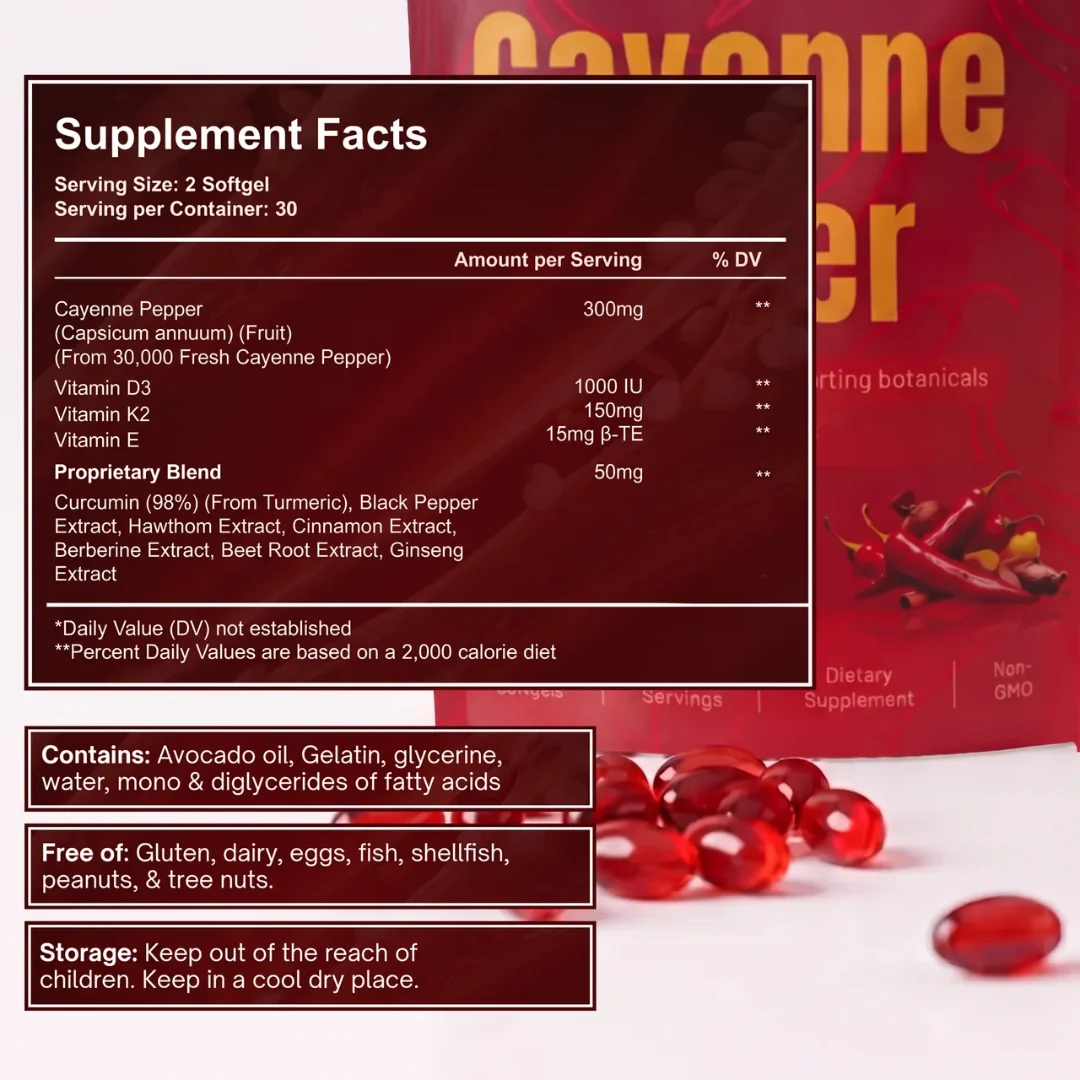 Cayenne
er
rting botanicals
Supplement Facts
Serving Size: 2 Softgel
Serving per Container: 30
Amount per Serving % DV
Cayenne Pepper 300mg **
(Capsicum annuum) (Fruit)
(From 30,000 Fresh Cayenne Pepper)
Vitamin D3 1000 IU **
Vitamin K2 150mg **
Vitamin E 15mg β-TE **
Proprietary Blend 50mg **
Curcumin (98%) (From Turmeric), Black Pepper
Extract, Hawthom Extract, Cinnamon Extract,
Berberine Extract, Beet Root Extract, Ginseng
Extract
*Daily Value (DV) not established
**Percent Daily Values are based on a 2,000 calorie diet
Softgels
Servings
Dietary
Supplement
Non-
GMO
Contains: Avocado oil, Gelatin, glycerine,
water, mono & diglycerides of fatty acids
Free of: Gluten, dairy, eggs, fish, shellfish,
peanuts, & tree nuts.
Storage: Keep out of the reach of
children. Keep in a cool dry place.